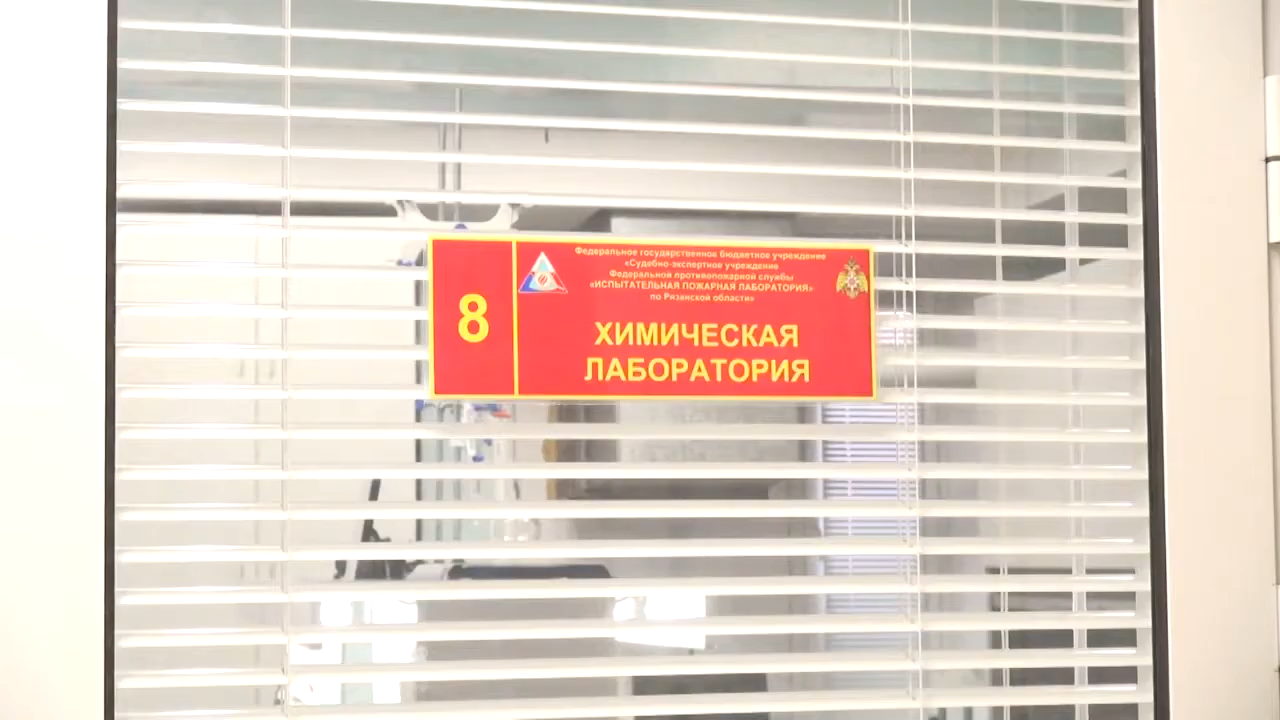 8
Федеральное государственное бюджетное учреждение
«Судебно-экспертное учреждение
Федеральной противопожарной службы
«ИСПЫТАТЕЛЬНАЯ ПОЖАРНАЯ ЛАБОРАТОРИЯ»
по Рязанской области»
ХИМИЧЕСКАЯ
ЛАБОРАТОРИЯ